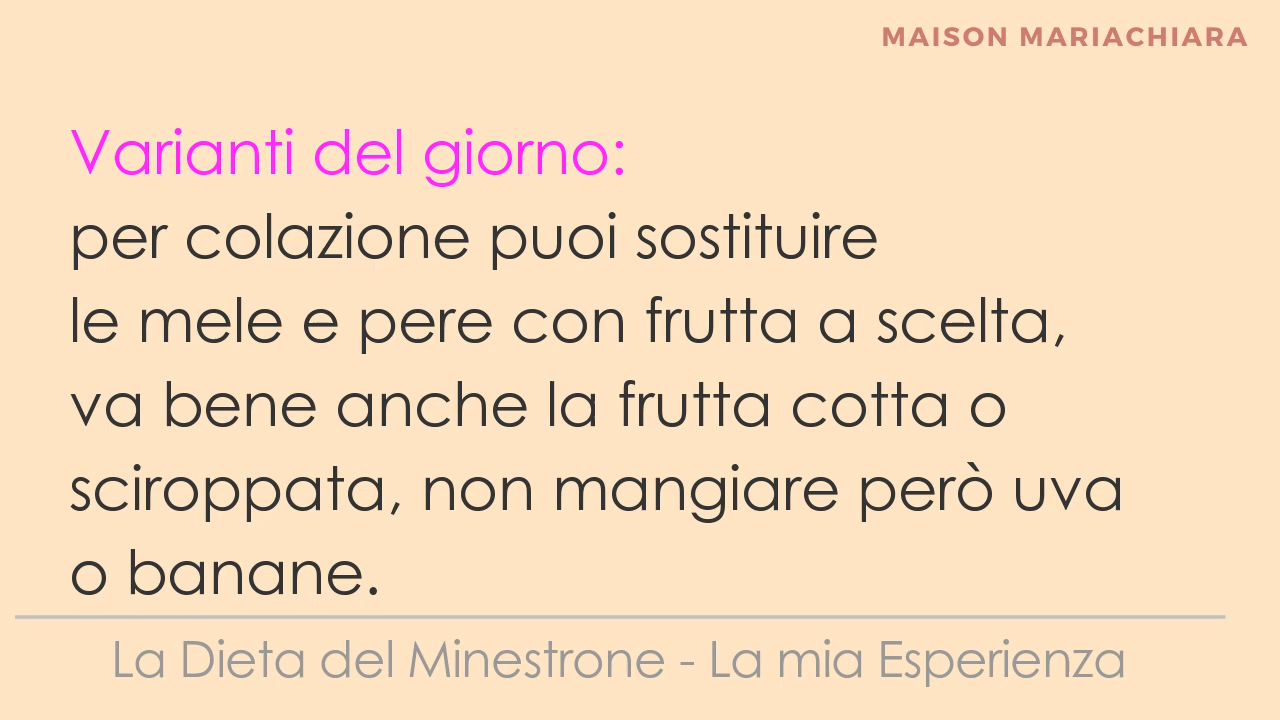 MAISON MARIACHIARA
Varianti del giorno:
per colazione puoi sostituire
le mele e pere con frutta a scelta,
va bene anche la frutta cotta o
sciroppata, non mangiare però uva
o banane.
La Dieta del Minestrone - La mia Esperienza